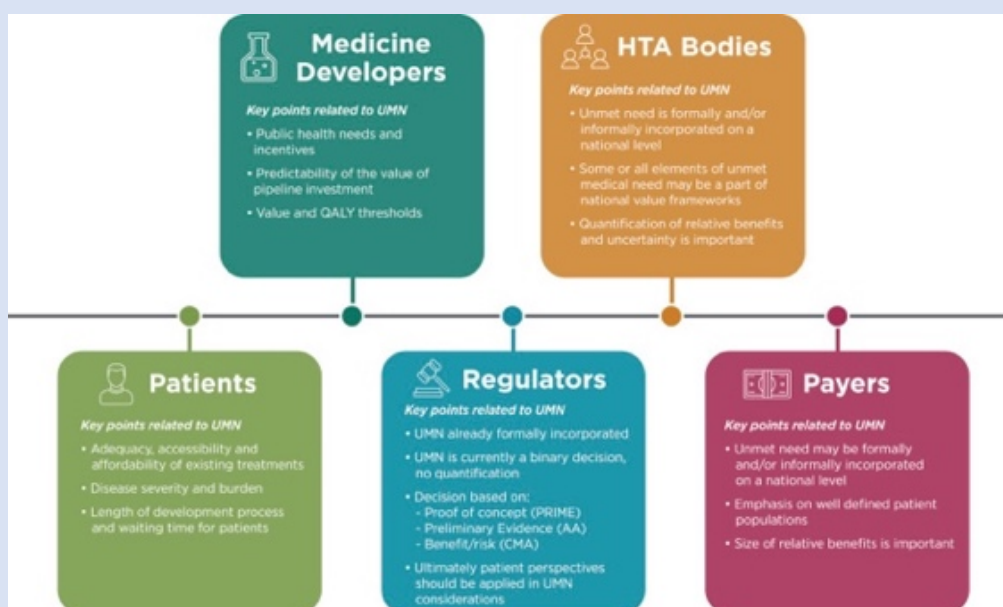 Medicine
Developers
Key points related to UMN
• Public health needs and
incentives
• Predictability of the value of
pipeline investment
• Value and QALY thresholds
HTA Bodies
Key points related to UMN
• Unmet need is formally and/or
informally incorporated on a
national level
• Some or all elements of unmet
medical need may be a part of
national value frameworks
• Quantification of relative benefits
and uncertainty is important
Patients
Key points related to UMN
• Adequacy, accessibility and
affordability of existing treatments
• Disease severity and burden
• Length of development process
and waiting time for patients
Regulators
Key points related to UMN
• UMN already formally incorporated
• UMN is currently a binary decision,
no quantification
• Decision based on:
- Proof of concept (PRIME)
- Preliminary Evidence (AA)
- Benefit/risk (CMA)
• Ultimately patient perspectives
should be applied in UMN
considerations
Payers
Key points related to UMN
• Unmet need may be formally
and/or informally incorporated
on a national level
• Emphasis on well defined patient
populations
• Size of relative benefits is important